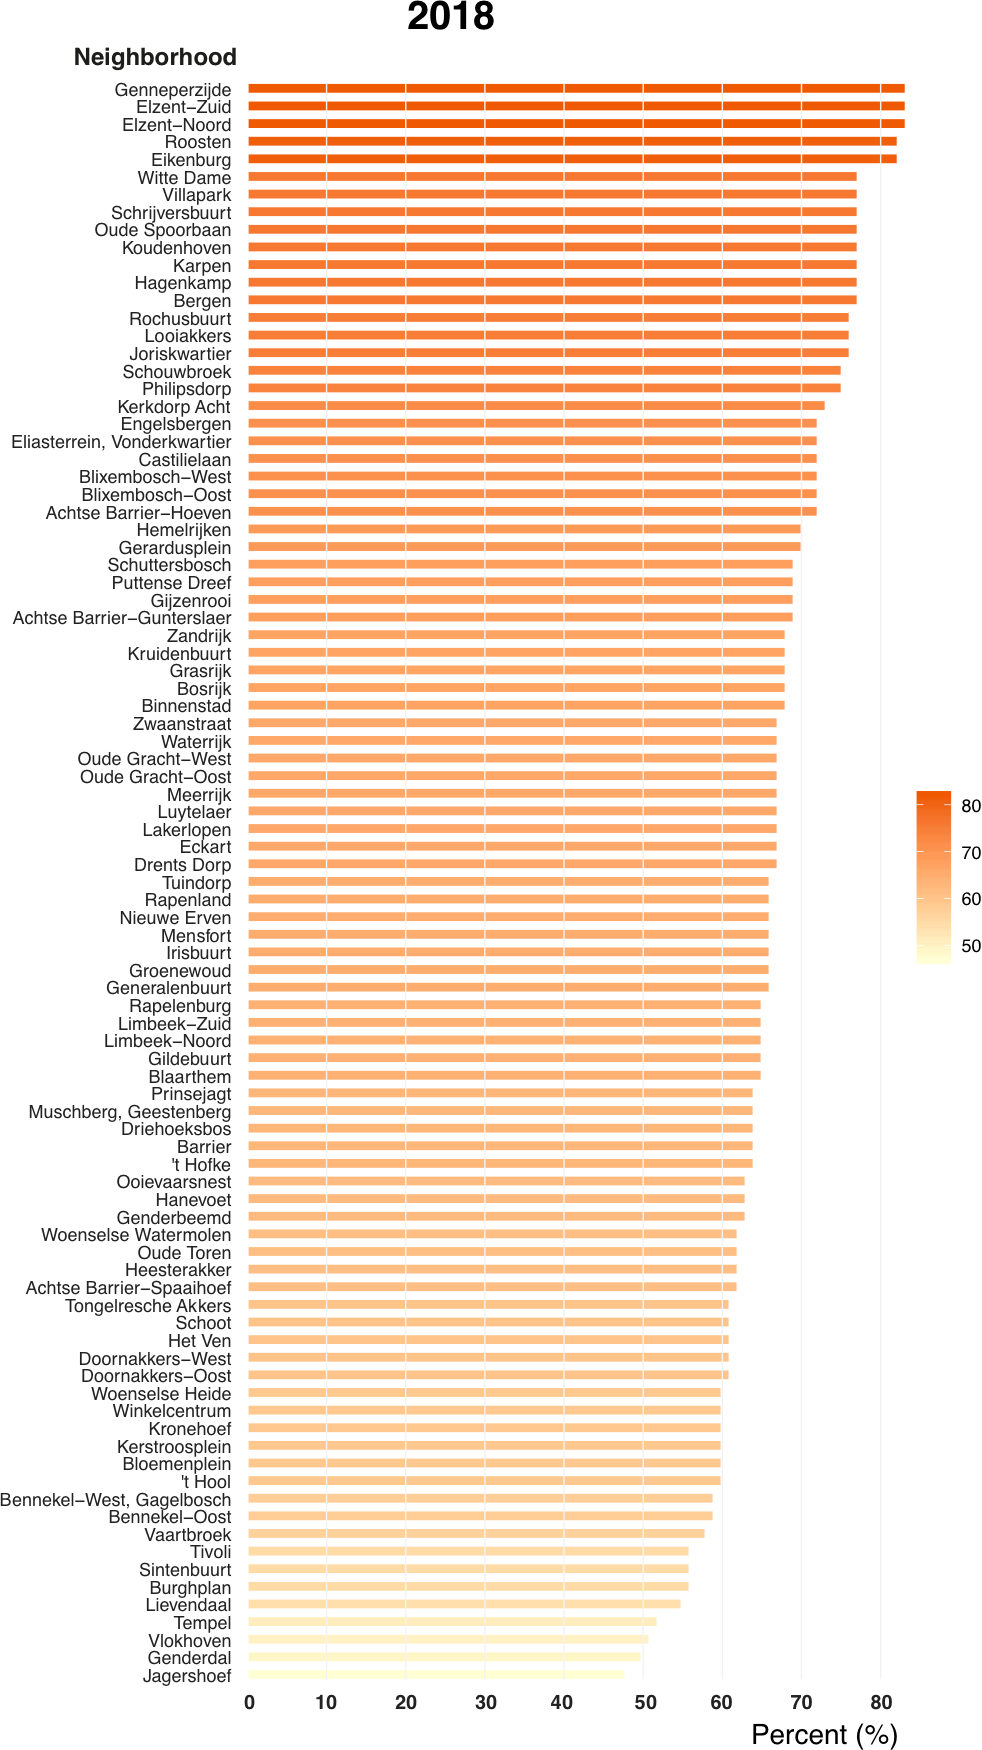 2018
Neighborhood
Genneperzijde
Elzent−Zuid
Elzent−Noord
Roosten
Eikenburg
Witte Dame
Villapark
Schrijversbuurt
Oude Spoorbaan
Koudenhoven
Karpen
Hagenkamp
Bergen
Rochusbuurt
Looiakkers
Joriskwartier
Schouwbroek
Philipsdorp
Kerkdorp Acht
Engelsbergen
Eliasterrein, Vonderkwartier
Castilielaan
Blixembosch−West
Blixembosch−Oost
Achtse Barrier−Hoeven
Hemelrijken
Gerardusplein
Schuttersbosch
Puttense Dreef
Gijzenrooi
Achtse Barrier−Gunterslaer
Zandrijk
Kruidenbuurt
Grasrijk
Bosrijk
Binnenstad
Zwaanstraat
Waterrijk
Oude Gracht−West
Oude Gracht−Oost
Meerrijk
Luytelaer
Lakerlopen
Eckart
Drents Dorp
Tuindorp
Rapenland
Nieuwe Erven
Mensfort
Irisbuurt
Groenewoud
Generalenbuurt
Rapelenburg
Limbeek−Zuid
Limbeek−Noord
Gildebuurt
Blaarthem
Prinsejagt
Muschberg, Geestenberg
Driehoeksbos
Barrier
't Hofke
Ooievaarsnest
Hanevoet
Genderbeemd
Woenselse Watermolen
Oude Toren
Heesterakker
Achtse Barrier−Spaaihoef
Tongelresche Akkers
Schoot
Het Ven
Doornakkers−West
Doornakkers−Oost
Woenselse Heide
Winkelcentrum
Kronehoef
Kerstroosplein
Bloemenplein
't Hool
Bennekel−West, Gagelbosch
Bennekel−Oost
Vaartbroek
Tivoli
Sintenbuurt
Burghplan
Lievendaal
Tempel
Vlokhoven
Genderdal
Jagershoef
0 10 20 30 40 50 60 70 80
Percent (%)
80
70
60
50